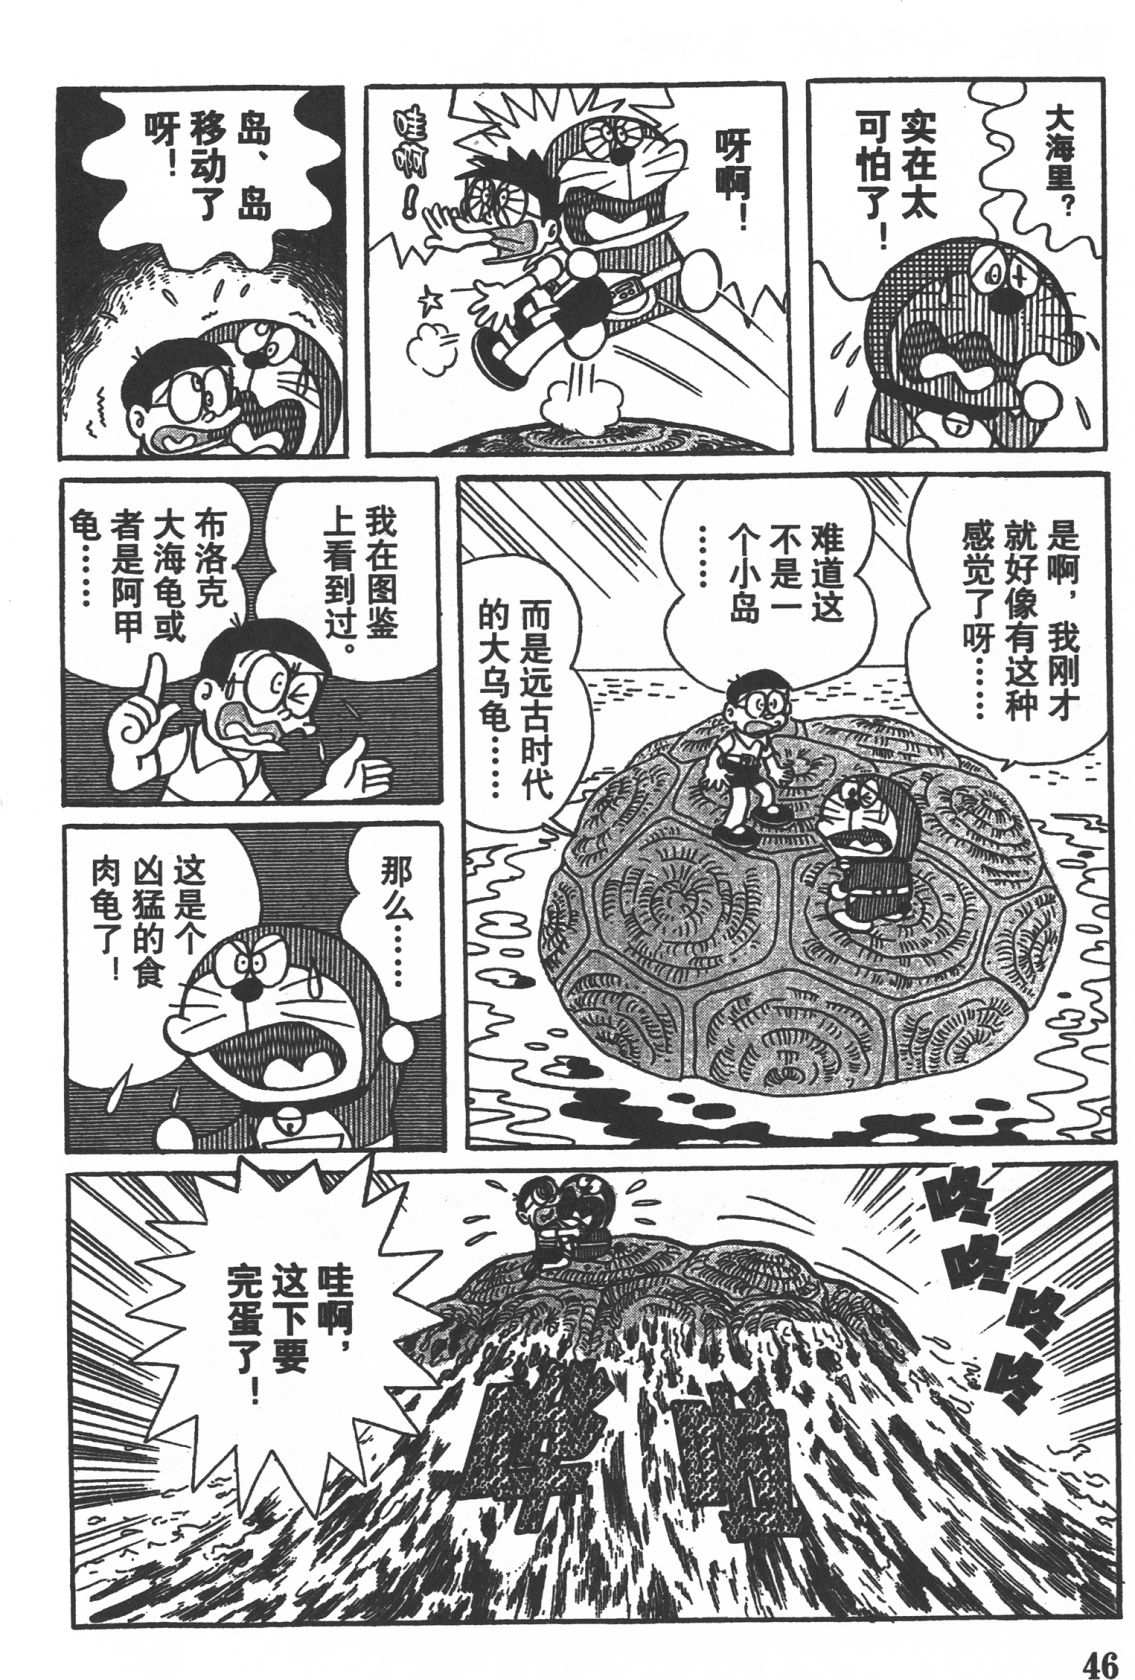 大海里？
实在太
可怕了！
呀啊！
哇啊！
岛、岛
移动了
呀！
是啊，我刚才
就好像有这种
感觉了呀……
难道这
不是一
个小岛
……
而是远古时代
的大乌龟……
我在图鉴
上看到过。
布洛克
大海龟或
者是阿甲
龟……
那么……
这是个
凶猛的食
肉龟了！
咚咚咚咚
哇啊，
这下要
完蛋了！
46